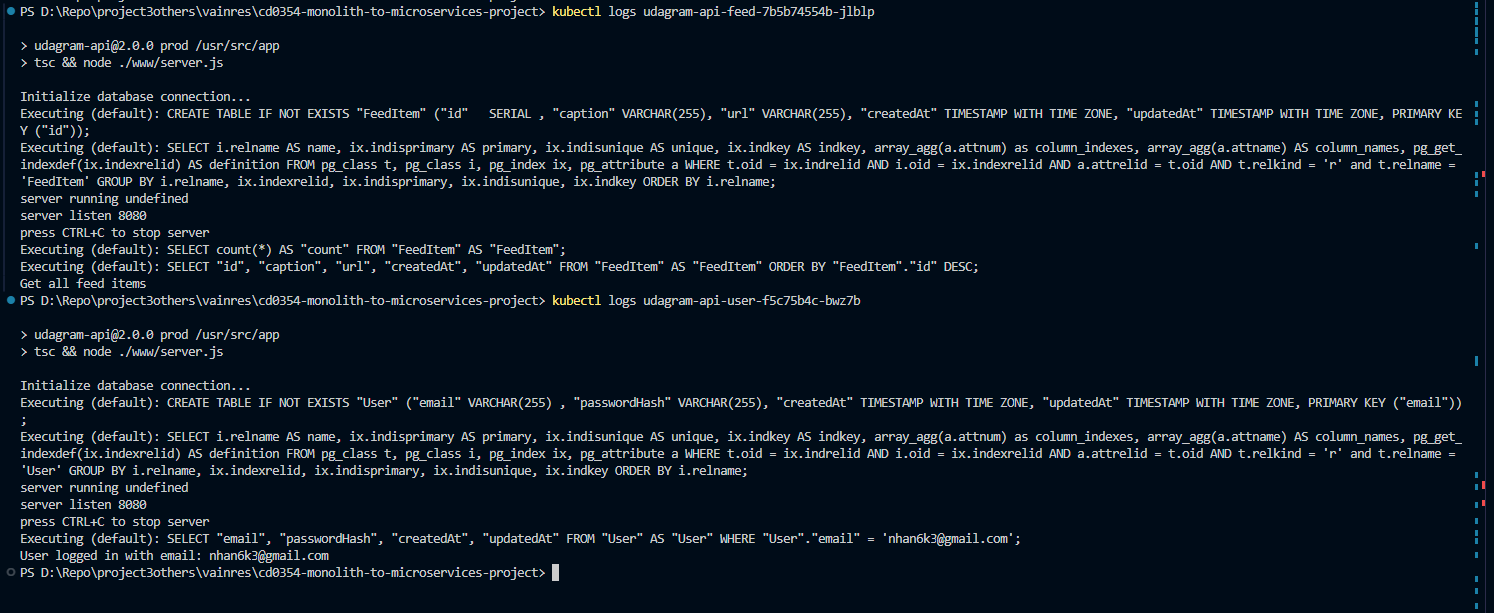 PS D:\Repo\project3others\vainres\cd0354-monolith-to-microservices-project> kubectl logs udagram-api-feed-7b5b74554b-jlblp
> udagram-api@2.0.0 prod /usr/src/app
> tsc && node ./www/server.js
Initialize database connection...
Executing (default): CREATE TABLE IF NOT EXISTS "FeedItem" ("id"   SERIAL , "caption" VARCHAR(255), "url" VARCHAR(255), "createdAt" TIMESTAMP WITH TIME ZONE, "updatedAt" TIMESTAMP WITH TIME ZONE, PRIMARY KE
Y ("id"));
Executing (default): SELECT i.relname AS name, ix.indisprimary AS primary, ix.indisunique AS unique, ix.indkey AS indkey, array_agg(a.attnum) as column_indexes, array_agg(a.attname) AS column_names, pg_get_
indexdef(ix.indexrelid) AS definition FROM pg_class t, pg_class i, pg_index ix, pg_attribute a WHERE t.oid = ix.indrelid AND i.oid = ix.indexrelid AND a.attrelid = t.oid AND t.relkind = 'r' and t.relname =
'FeedItem' GROUP BY i.relname, ix.indexrelid, ix.indisprimary, ix.indisunique, ix.indkey ORDER BY i.relname;
server running undefined
server listen 8080
press CTRL+C to stop server
Executing (default): SELECT count(*) AS "count" FROM "FeedItem" AS "FeedItem";
Executing (default): SELECT "id", "caption", "url", "createdAt", "updatedAt" FROM "FeedItem" AS "FeedItem" ORDER BY "FeedItem"."id" DESC;
Get all feed items
PS D:\Repo\project3others\vainres\cd0354-monolith-to-microservices-project> kubectl logs udagram-api-user-f5c75b4c-bwz7b
> udagram-api@2.0.0 prod /usr/src/app
> tsc && node ./www/server.js
Initialize database connection...
Executing (default): CREATE TABLE IF NOT EXISTS "User" ("email" VARCHAR(255) , "passwordHash" VARCHAR(255), "createdAt" TIMESTAMP WITH TIME ZONE, "updatedAt" TIMESTAMP WITH TIME ZONE, PRIMARY KEY ("email"))
;
Executing (default): SELECT i.relname AS name, ix.indisprimary AS primary, ix.indisunique AS unique, ix.indkey AS indkey, array_agg(a.attnum) as column_indexes, array_agg(a.attname) AS column_names, pg_get_
indexdef(ix.indexrelid) AS definition FROM pg_class t, pg_class i, pg_index ix, pg_attribute a WHERE t.oid = ix.indrelid AND i.oid = ix.indexrelid AND a.attrelid = t.oid AND t.relkind = 'r' and t.relname =
'User' GROUP BY i.relname, ix.indexrelid, ix.indisprimary, ix.indisunique, ix.indkey ORDER BY i.relname;
server running undefined
server listen 8080
press CTRL+C to stop server
Executing (default): SELECT "email", "passwordHash", "createdAt", "updatedAt" FROM "User" AS "User" WHERE "User"."email" = 'nhan6k3@gmail.com';
User logged in with email: nhan6k3@gmail.com
PS D:\Repo\project3others\vainres\cd0354-monolith-to-microservices-project>